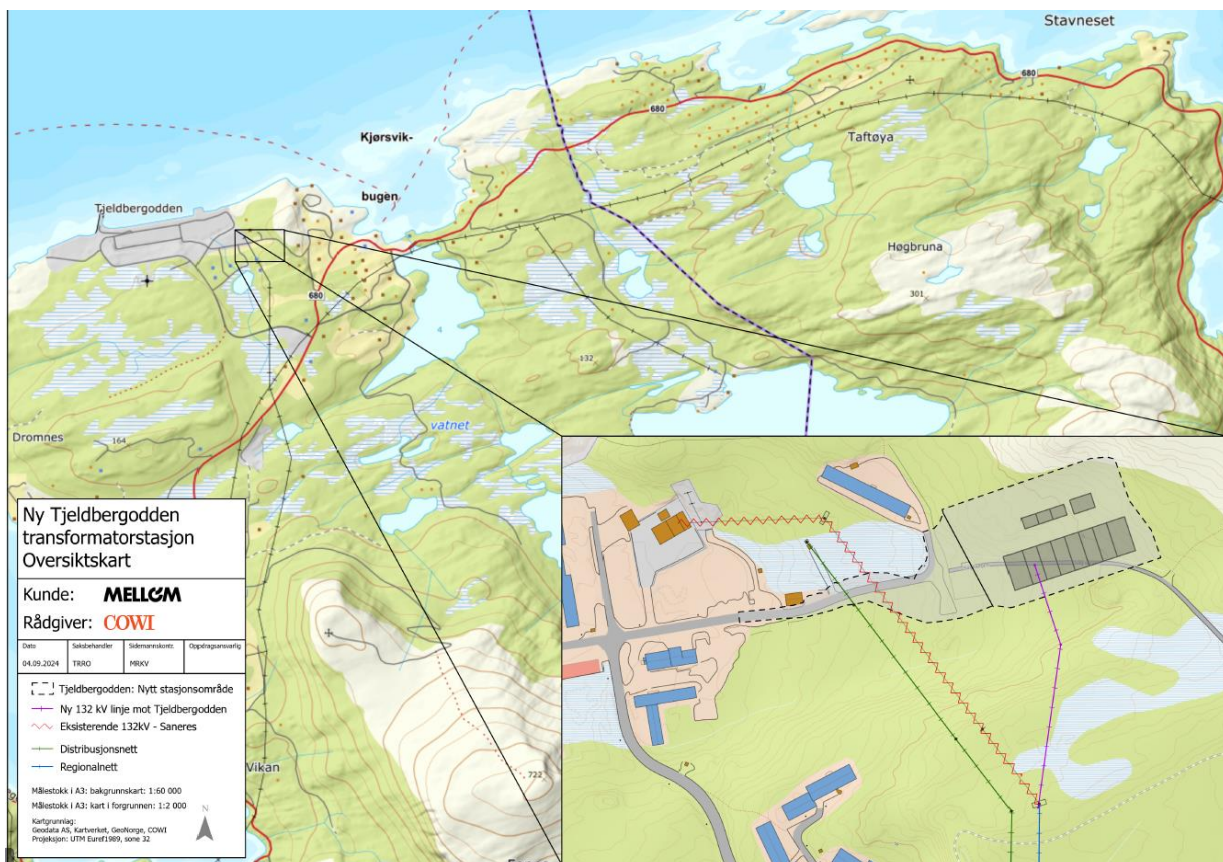 Stavneset
680
680
Kjørsvik-
bugen
Taftøya
Tjeldbergodden
Høgbruna
301
680
132
vatnet
Dromnes
164
Vikan
722
Ny Tjeldbergodden
transformatorstasjon
Oversiktskart
Kunde: MELLOM
Rådgiver: COWI
Dato Saksbehandler Sidemannskontr. Oppdragsansvarlig
04.09.2024 TRRO MRKV
Tjeldbergodden: Nytt stasjonsområde
Ny 132 kV linje mot Tjeldbergodden
Eksisterende 132kV - Saneres
Distribusjonsnett
Regionalnett
Målestokk i A3: bakgrunnskart: 1:60 000
Målestokk i A3: kart i forgrunnen: 1:2 000
Kartgrunnlag:
Geodata AS, Kartverket, GeoNorge, COWI
Projeksjon: UTM Euref1989, sone 32
N